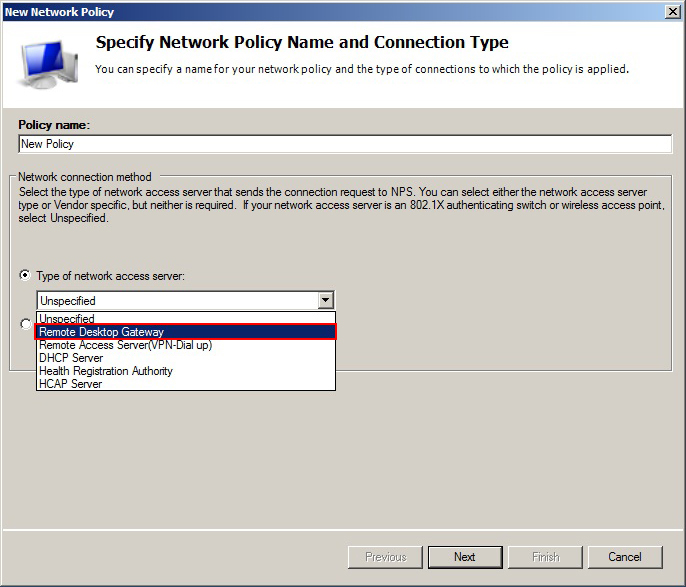 New Network Policy
Specify Network Policy Name and Connection Type
You can specify a name for your network policy and the type of connections to which the policy is applied.
Policy name:
New Policy
Network connection method
Select the type of network access server that sends the connection request to NPS. You can select either the network access server
type or Vendor specific, but neither is required. If your network access server is an 802.1X authenticating switch or wireless access point,
select Unspecified.
Type of network access server:
Unspecified
Unspecified
Remote Desktop Gateway
Remote Access Server(VPN-Dial up)
DHCP Server
Health Registration Authority
HCAP Server
Previous
Next
Finish
Cancel